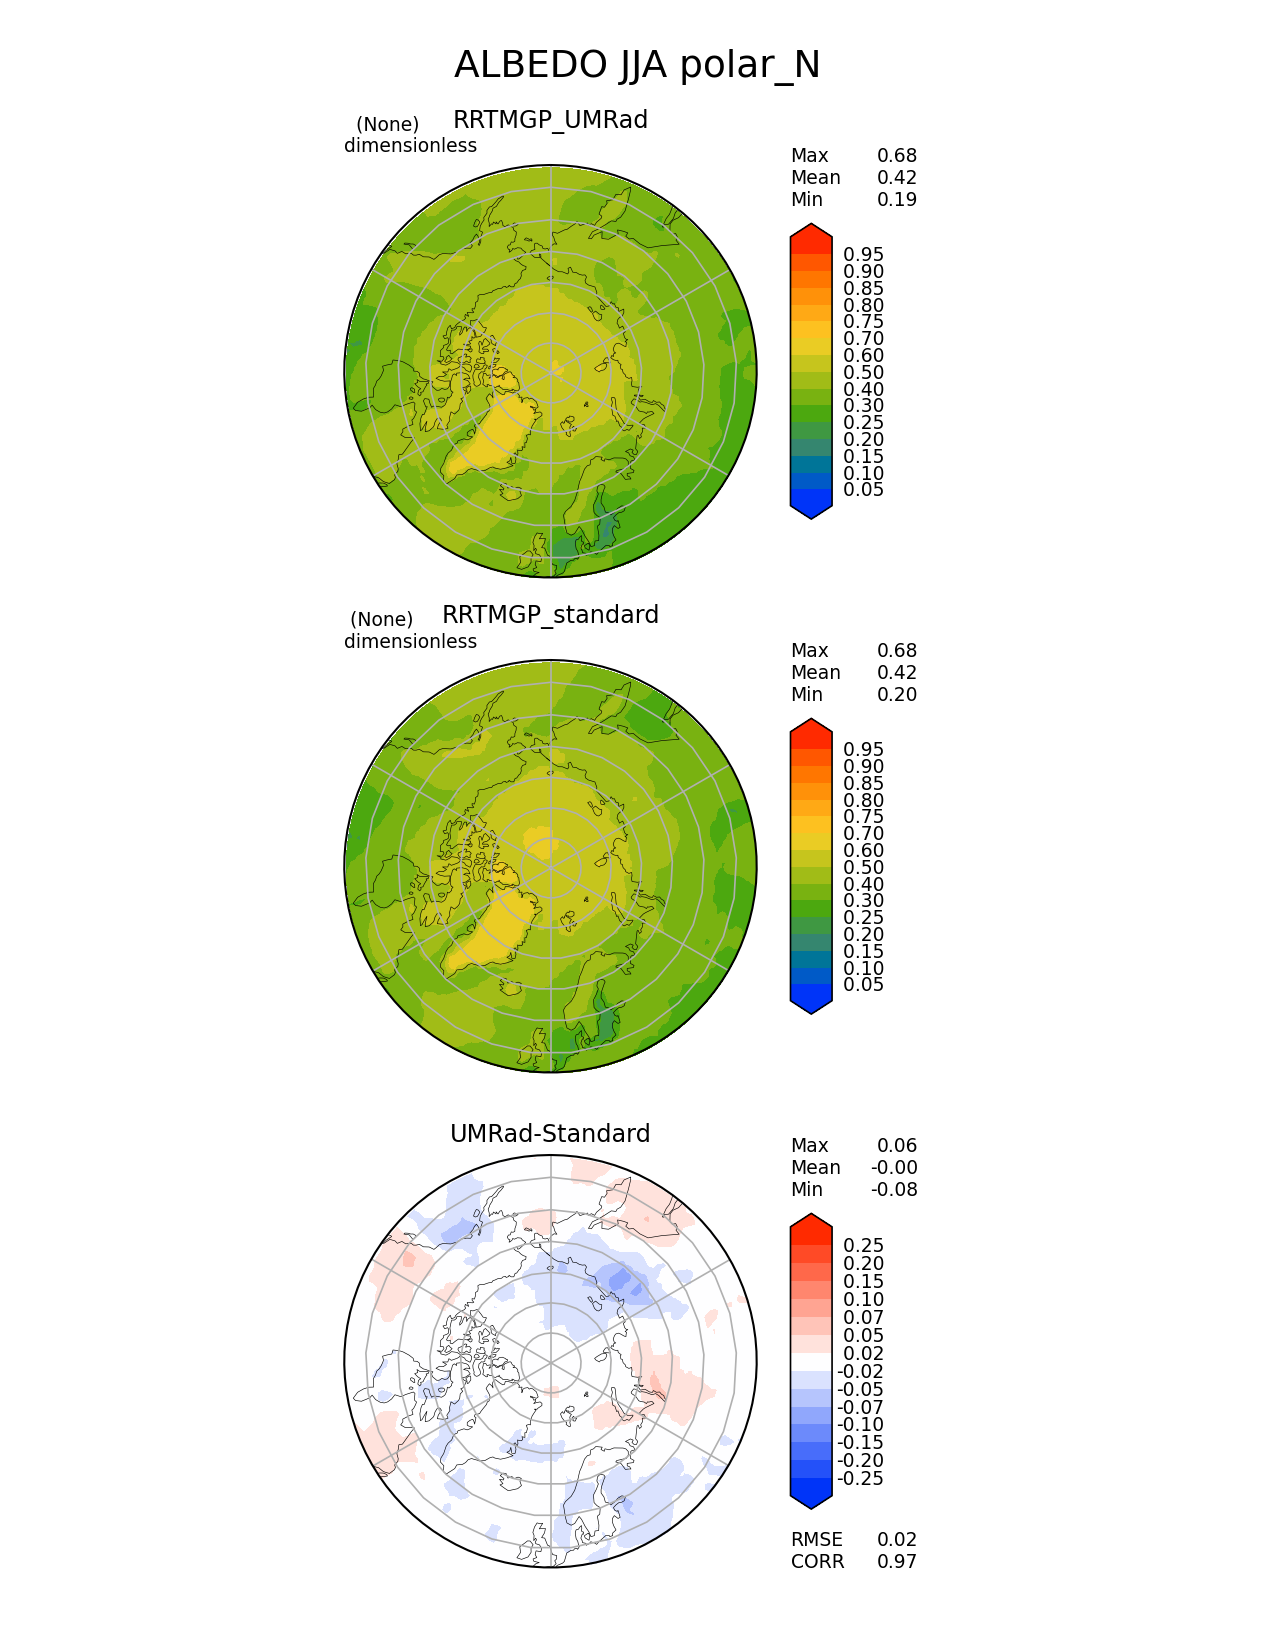 ALBEDO JJA polar_N
(None) RRTMGP_UMRad
dimensionless
Max 0.68
Mean 0.42
Min 0.19
0.95
0.90
0.85
0.80
0.75
0.70
0.60
0.50
0.40
0.30
0.25
0.20
0.15
0.10
0.05
(None) RRTMGP_standard
dimensionless
Max 0.68
Mean 0.42
Min 0.20
0.95
0.90
0.85
0.80
0.75
0.70
0.60
0.50
0.40
0.30
0.25
0.20
0.15
0.10
0.05
UMRad-Standard
Max 0.06
Mean -0.00
Min -0.08
0.25
0.20
0.15
0.10
0.07
0.05
0.02
-0.02
-0.05
-0.07
-0.10
-0.15
-0.20
-0.25
RMSE 0.02
CORR 0.97